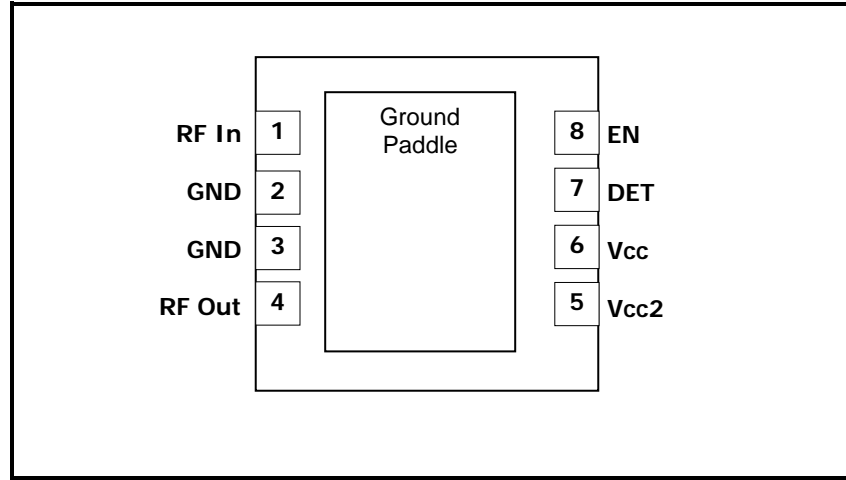 Ground
Paddle
RF In 1
GND 2
GND 3
RF Out 4
8 EN
7 DET
6 Vcc
5 Vcc2